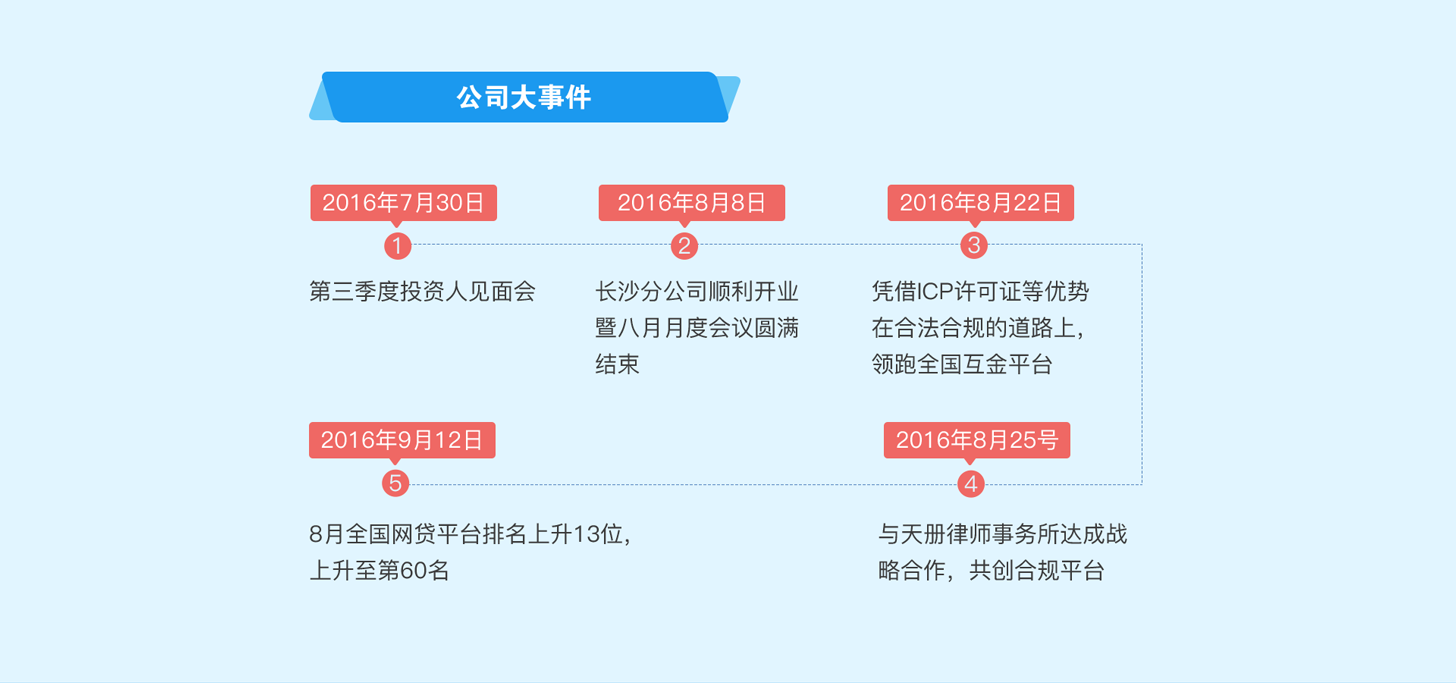 公司大事件
2016年7月30日
1
第三季度投资人见面会
2016年8月8日
2
长沙分公司顺利开业
暨八月月度会议圆满
结束
2016年8月22日
3
凭借ICP许可证等优势
在合法合规的道路上，
领跑全国互金平台
2016年8月25号
4
与天册律师事务所达成战
略合作，共创合规平台
2016年9月12日
5
8月全国网贷平台排名上升13位，
上升至第60名